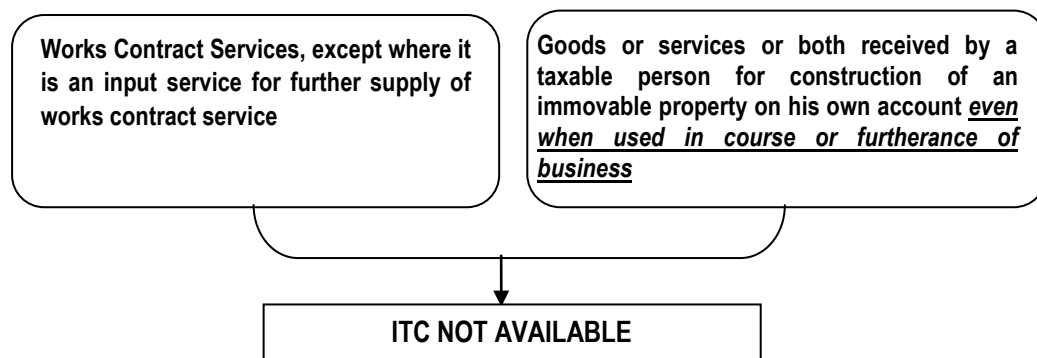 Works Contract Services, except where it
is an input service for further supply of
works contract service
Goods or services or both received by a
taxable person for construction of an
immovable property on his own account even
when used in course or furtherance of
business
ITC NOT AVAILABLE